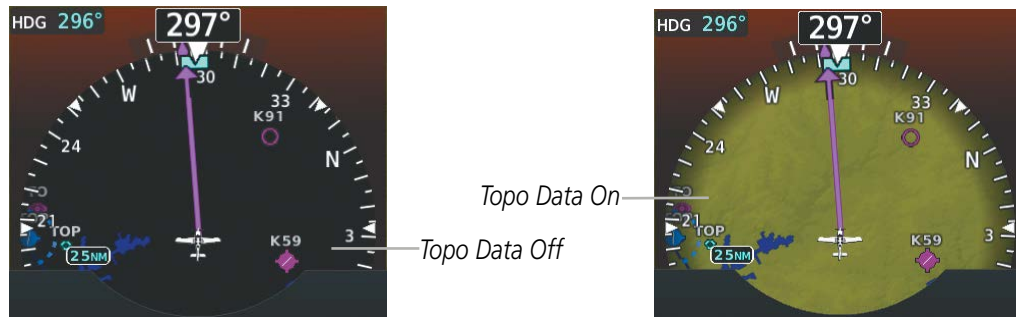 HDG 296°
297°
30
33
W
K91
24
N
21
TOP
25NM
K59
3
Topo Data Off
HDG 296°
297°
30
33
W
K91
24
N
21
TOP
25NM
K59
3
Topo Data On